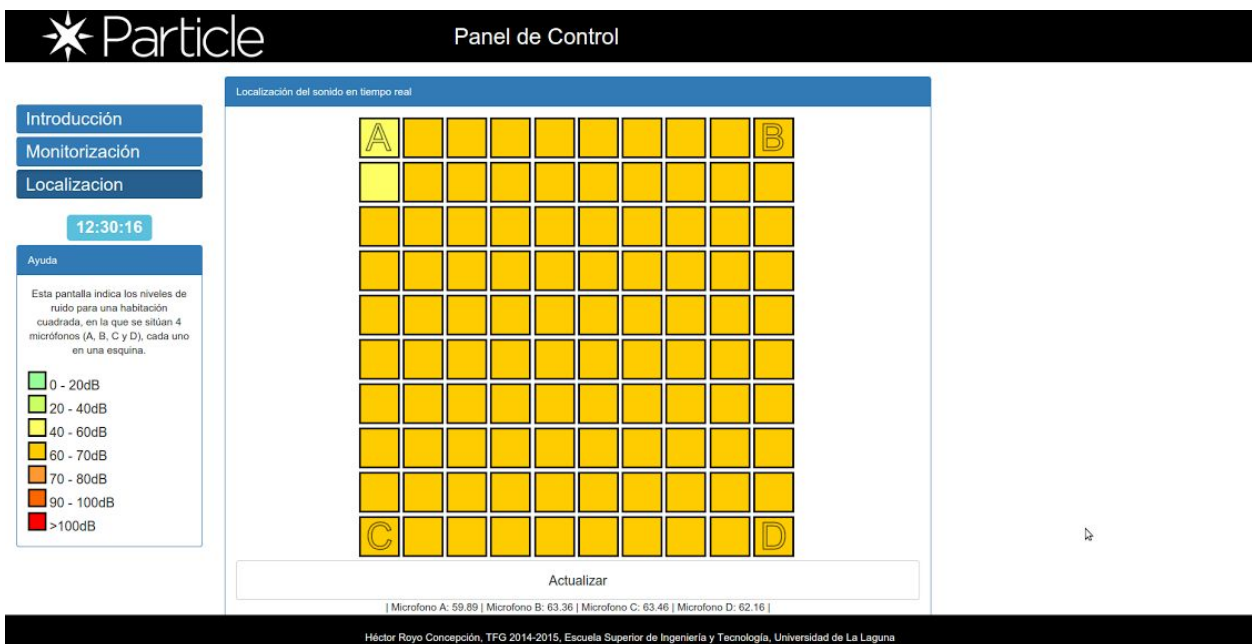 Particle
Panel de Control
Introducción
Monitorización
Localizacion
12:30:16
Ayuda
Esta pantalla indica los niveles de
ruido para una habitación
cuadrada, en la que se sitúan 4
micrófonos (A, B, C y D), cada uno
en una esquina.
0 - 20dB
20 - 40dB
40 - 60dB
60 - 70dB
70 - 80dB
90 - 100dB
>100dB
Localización del sonido en tiempo real
A
B
C
D
Actualizar
| Microfono A: 59.89 | Microfono B: 63.36 | Microfono C: 63.46 | Microfono D: 62.16 |
Héctor Royo Concepción, TFG 2014-2015, Escuela Superior de Ingeniería y Tecnología, Universidad de La Laguna